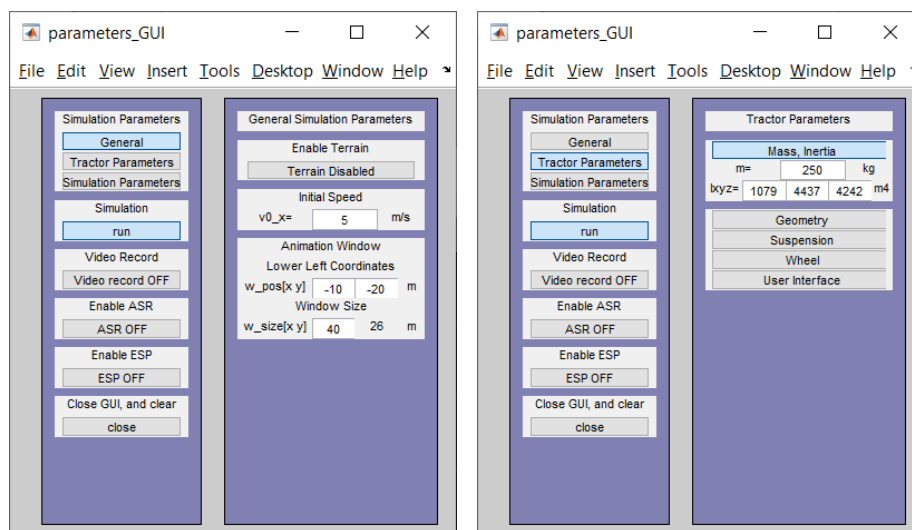 parameters_GUI
File Edit View Insert Tools Desktop Window Help
Simulation Parameters
General
Tractor Parameters
Simulation Parameters
Simulation
run
Video Record
Video record OFF
Enable ASR
ASR OFF
Enable ESP
ESP OFF
Close GUI, and clear
close
General Simulation Parameters
Enable Terrain
Terrain Disabled
Initial Speed
v0_x= 5 m/s
Animation Window
Lower Left Coordinates
w_pos[x y] -10 -20 m
Window Size
w_size[x y] 40 26 m
parameters_GUI
File Edit View Insert Tools Desktop Window Help
Simulation Parameters
General
Tractor Parameters
Simulation Parameters
Simulation
run
Video Record
Video record OFF
Enable ASR
ASR OFF
Enable ESP
ESP OFF
Close GUI, and clear
close
Tractor Parameters
Mass, Inertia
m= 250 kg
Ixyz= 1079 4437 4242 m4
Geometry
Suspension
Wheel
User Interface